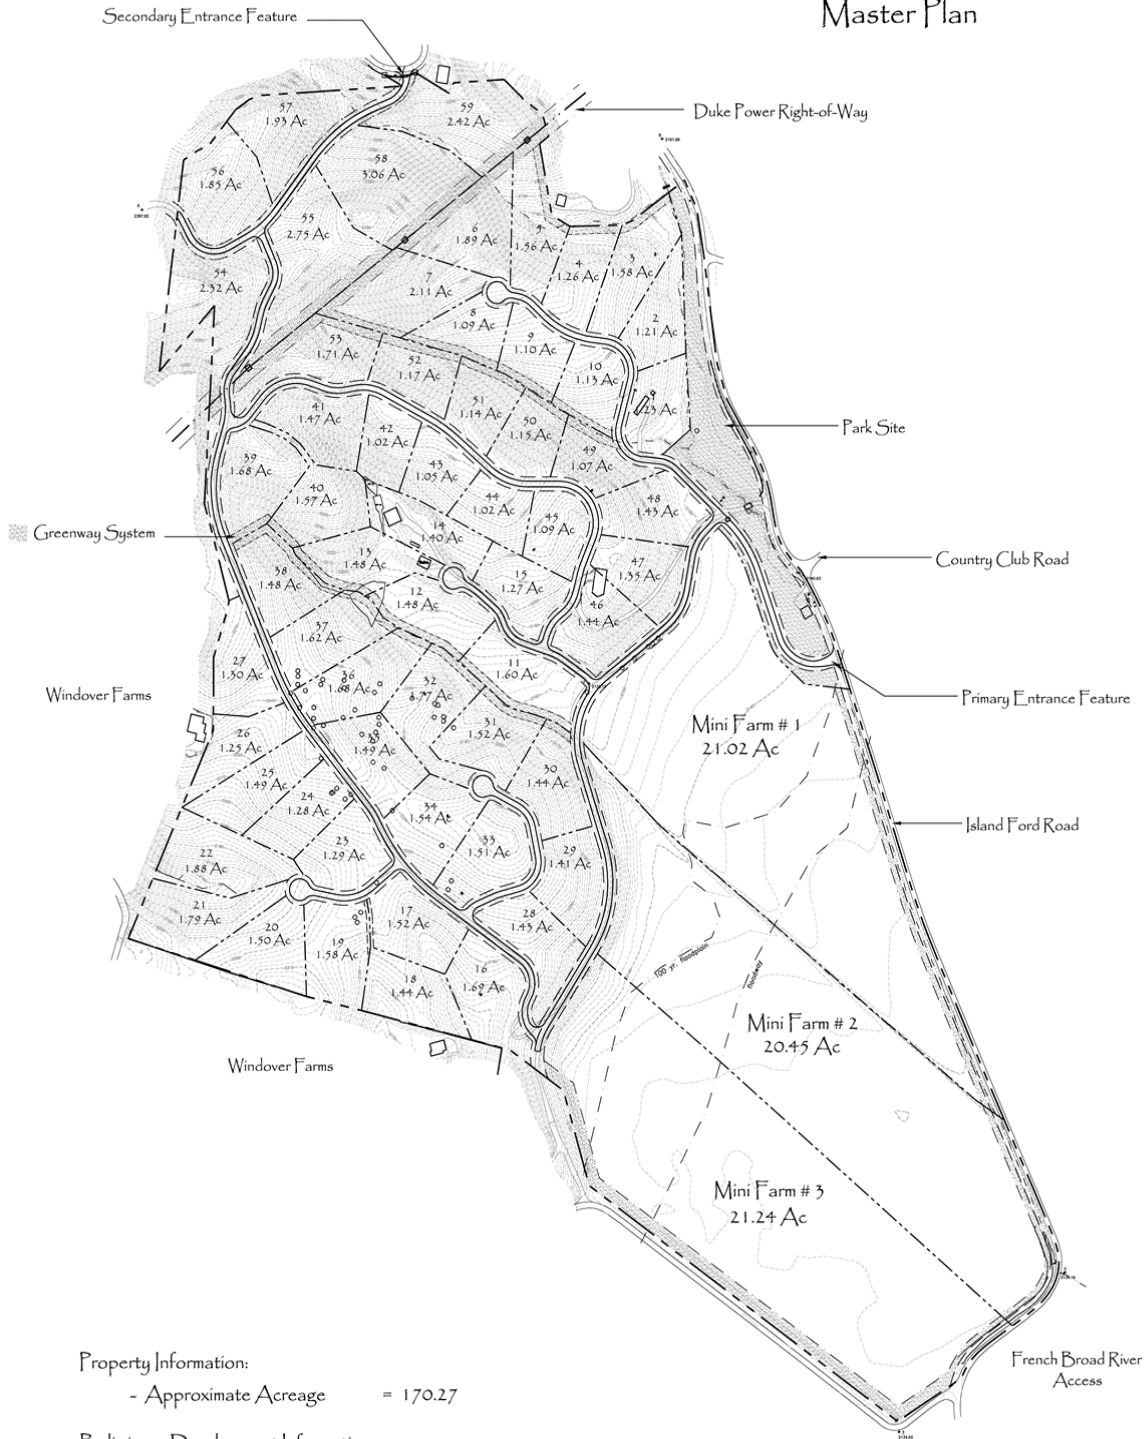 Master Plan
Secondary Entrance Feature
Duke Power Right-of-Way
57
1.93 Ac
59
2.42 Ac
58
3.06 Ac
56
1.85 Ac
55
2.75 Ac
54
2.32 Ac
6
1.89 Ac
5
1.56 Ac
4
1.26 Ac
3
1.58 Ac
7
2.11 Ac
2
1.21 Ac
8
1.09 Ac
9
1.10 Ac
10
1.13 Ac
53
1.71 Ac
52
1.17 Ac
51
1.14 Ac
50
1.15 Ac
49
1.07 Ac
41
1.47 Ac
42
1.02 Ac
43
1.05 Ac
44
1.02 Ac
45
1.09 Ac
48
1.43 Ac
Park Site
39
1.68 Ac
40
1.57 Ac
Greenway System
14
1.40 Ac
13
1.48 Ac
38
1.48 Ac
12
1.48 Ac
15
1.27 Ac
47
1.35 Ac
46
1.44 Ac
Country Club Road
37
1.62 Ac
11
1.60 Ac
27
1.30 Ac
36
32
31
1.52 Ac
Windover Farms
Primary Entrance Feature
Mini Farm # 1
21.02 Ac
26
1.25 Ac
1.49 Ac
25
1.49 Ac
24
1.28 Ac
30
1.44 Ac
34
1.54 Ac
33
1.51 Ac
Island Ford Road
23
1.29 Ac
29
1.41 Ac
22
1.88 Ac
21
1.79 Ac
20
1.50 Ac
19
1.58 Ac
17
1.52 Ac
28
1.43 Ac
18
1.44 Ac
16
1.69 Ac
100 yr. floodplain
floodway
Mini Farm # 2
20.45 Ac
Windover Farms
Mini Farm # 3
21.24 Ac
Property Information:
- Approximate Acreage = 170.27
French Broad River
Access